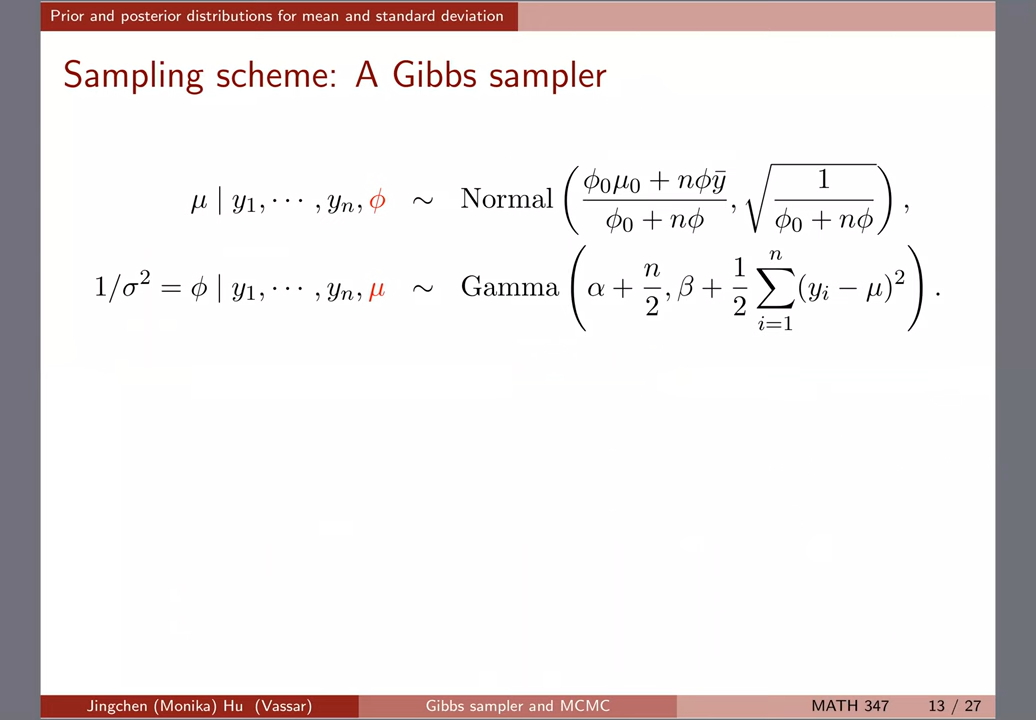 Prior and posterior distributions for mean and standard deviation
Sampling scheme: A Gibbs sampler
μ | y₁, ⋯ , yₙ, ϕ ∼ Normal ( (ϕ₀μ₀ + nϕȳ) / (ϕ₀ + nϕ), √(1 / (ϕ₀ + nϕ)) ),
1/σ² = ϕ | y₁, ⋯ , yₙ, μ ∼ Gamma ( α + n/2, β + 1/2 ∑ᵢ₌₁ⁿ (yᵢ − μ)² ).
Jingchen (Monika) Hu (Vassar) Gibbs sampler and MCMC MATH 347 13 / 27